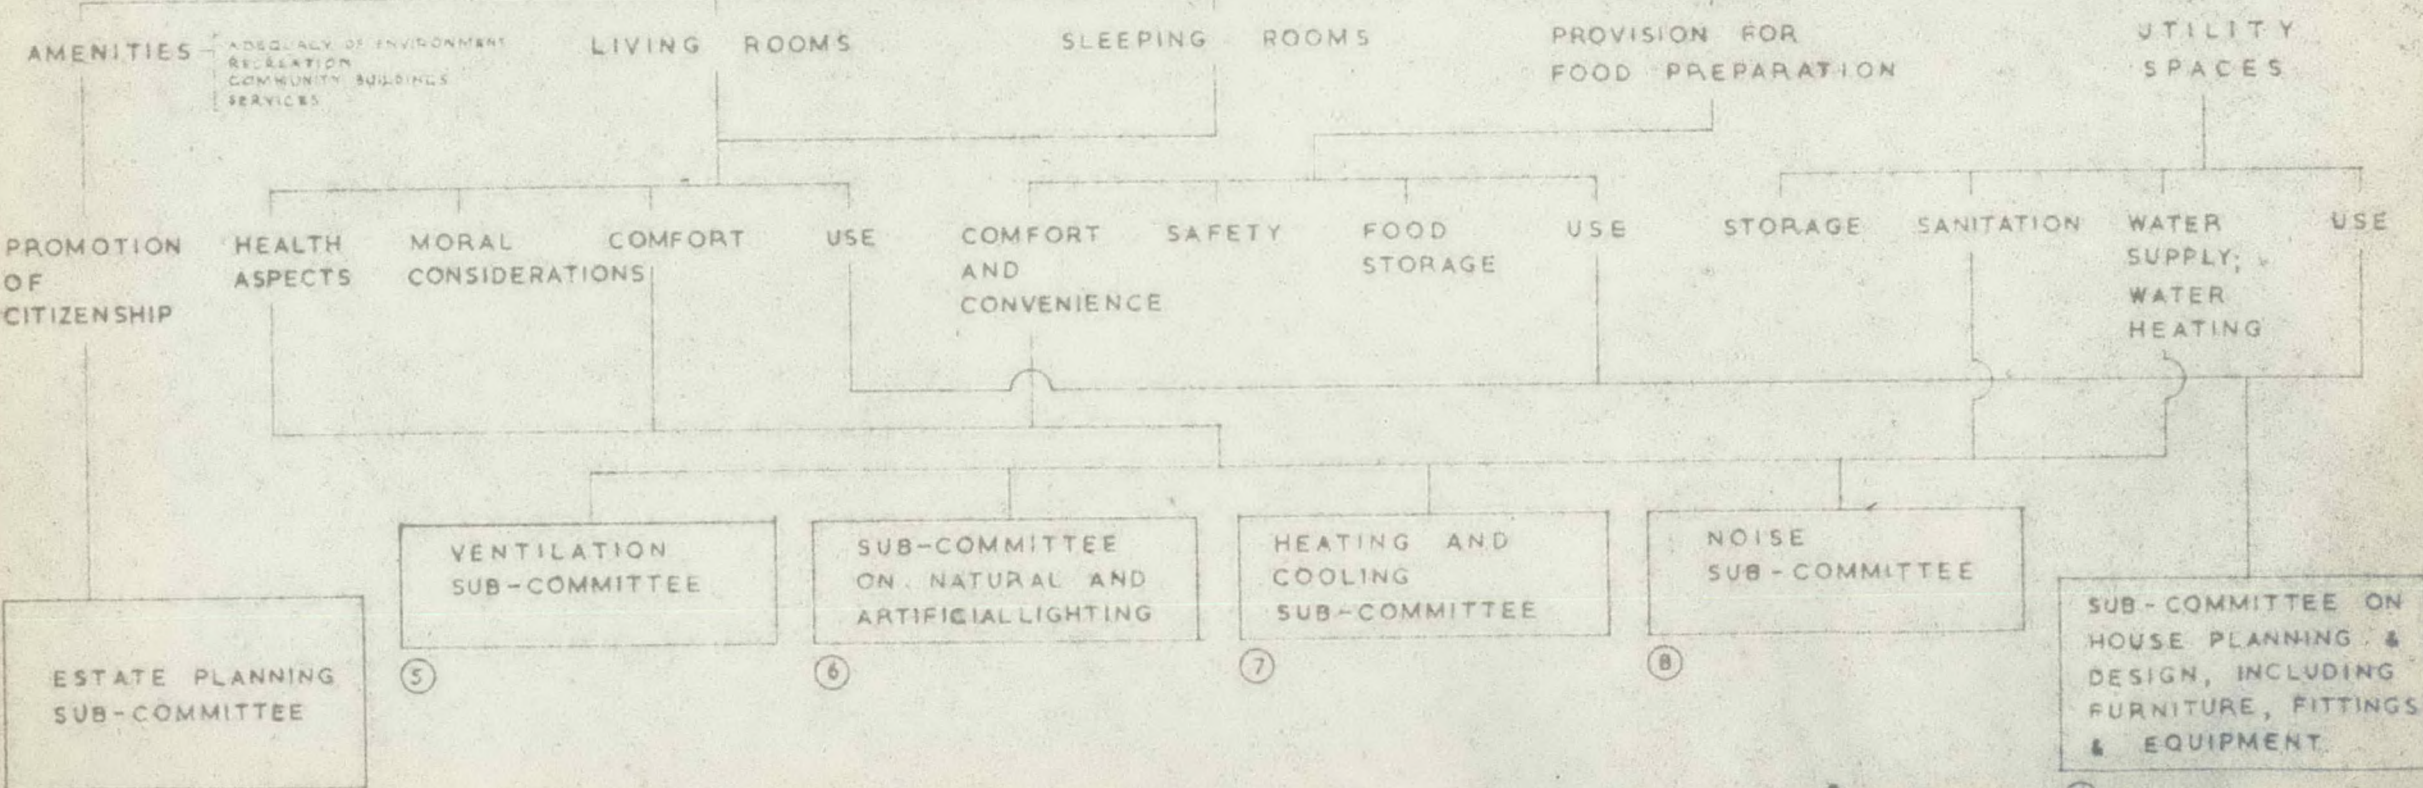 AMENITIES
ADEQUACY OF ENVIRONMENT
RECREATION
COMMUNITY BUILDINGS
SERVICES
LIVING ROOMS
SLEEPING ROOMS
PROVISION FOR
FOOD PREPARATION
UTILITY
SPACES
PROMOTION
OF
CITIZENSHIP
HEALTH
ASPECTS
MORAL
CONSIDERATIONS
COMFORT
USE
COMFORT
AND
CONVENIENCE
SAFETY
FOOD
STORAGE
USE
STORAGE
SANITATION
WATER
SUPPLY;
WATER
HEATING
USE
ESTATE PLANNING
SUB-COMMITTEE
VENTILATION
SUB-COMMITTEE
5
SUB-COMMITTEE
ON NATURAL AND
ARTIFICIAL LIGHTING
6
HEATING AND
COOLING
SUB-COMMITTEE
7
NOISE
SUB-COMMITTEE
8
SUB-COMMITTEE ON
HOUSE PLANNING &
DESIGN, INCLUDING
FURNITURE, FITTINGS
& EQUIPMENT